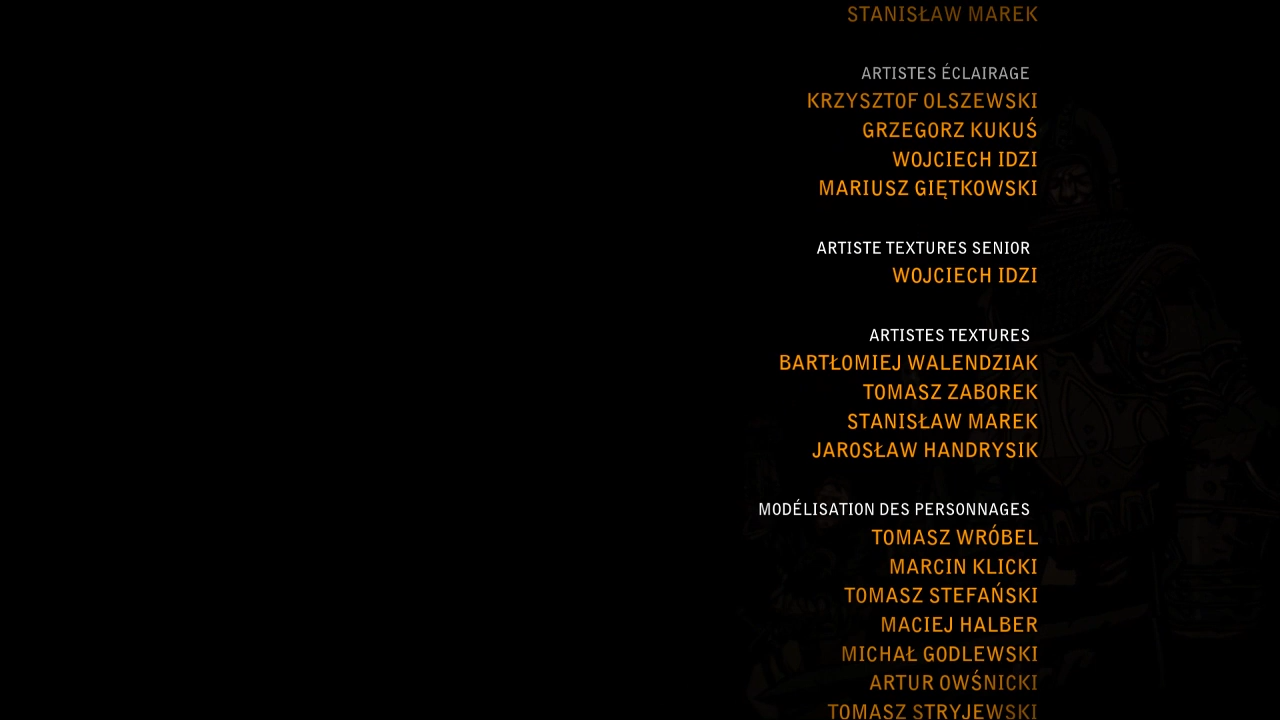 STANISŁAW MAREK
ARTISTES ÉCLAIRAGE
KRZYSZTOF OLSZEWSKI
GRZEGORZ KUKUŚ
WOJCIECH IDZI
MARIUSZ GIĘTKOWSKI
ARTISTE TEXTURES SENIOR
WOJCIECH IDZI
ARTISTES TEXTURES
BARTŁOMIEJ WALENDZIAK
TOMASZ ZABOREK
STANISŁAW MAREK
JAROSŁAW HANDRYSIK
MODÉLISATION DES PERSONNAGES
TOMASZ WRÓBEL
MARCIN KLICKI
TOMASZ STEFAŃSKI
MACIEJ HALBER
MICHAŁ GODLEWSKI
ARTUR OWŚNICKI
TOMASZ STRYJEWSKI